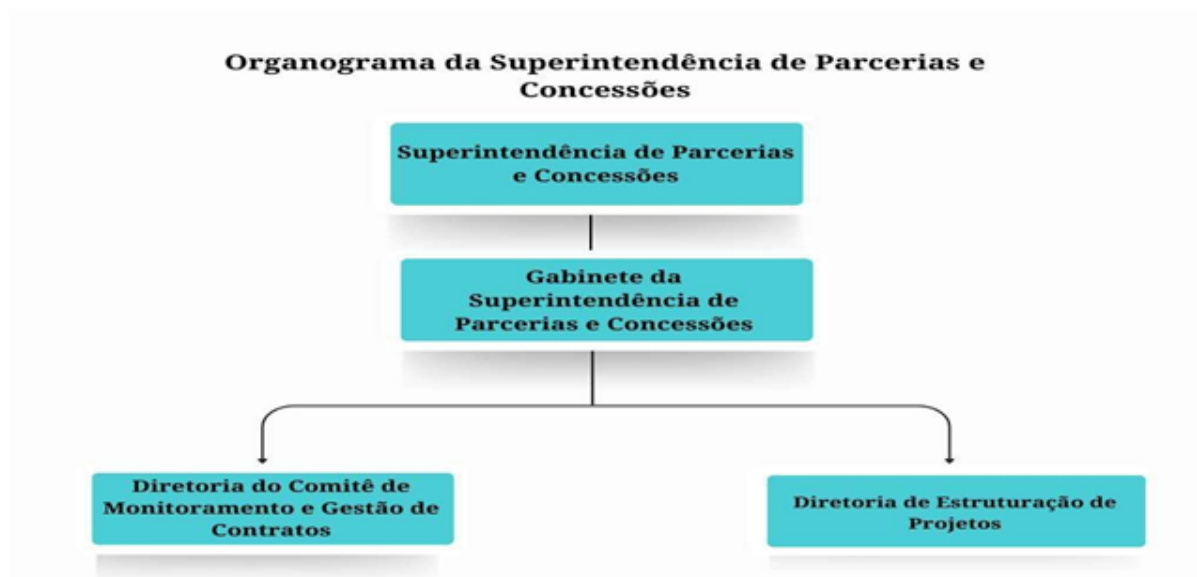 Organograma da Superintendência de Parcerias e
Concessões
Superintendência de Parcerias
e Concessões
Gabinete da
Superintendência de
Parcerias e Concessões
Diretoria do Comitê de
Monitoramento e Gestão de
Contratos
Diretoria de Estruturação de
Projetos